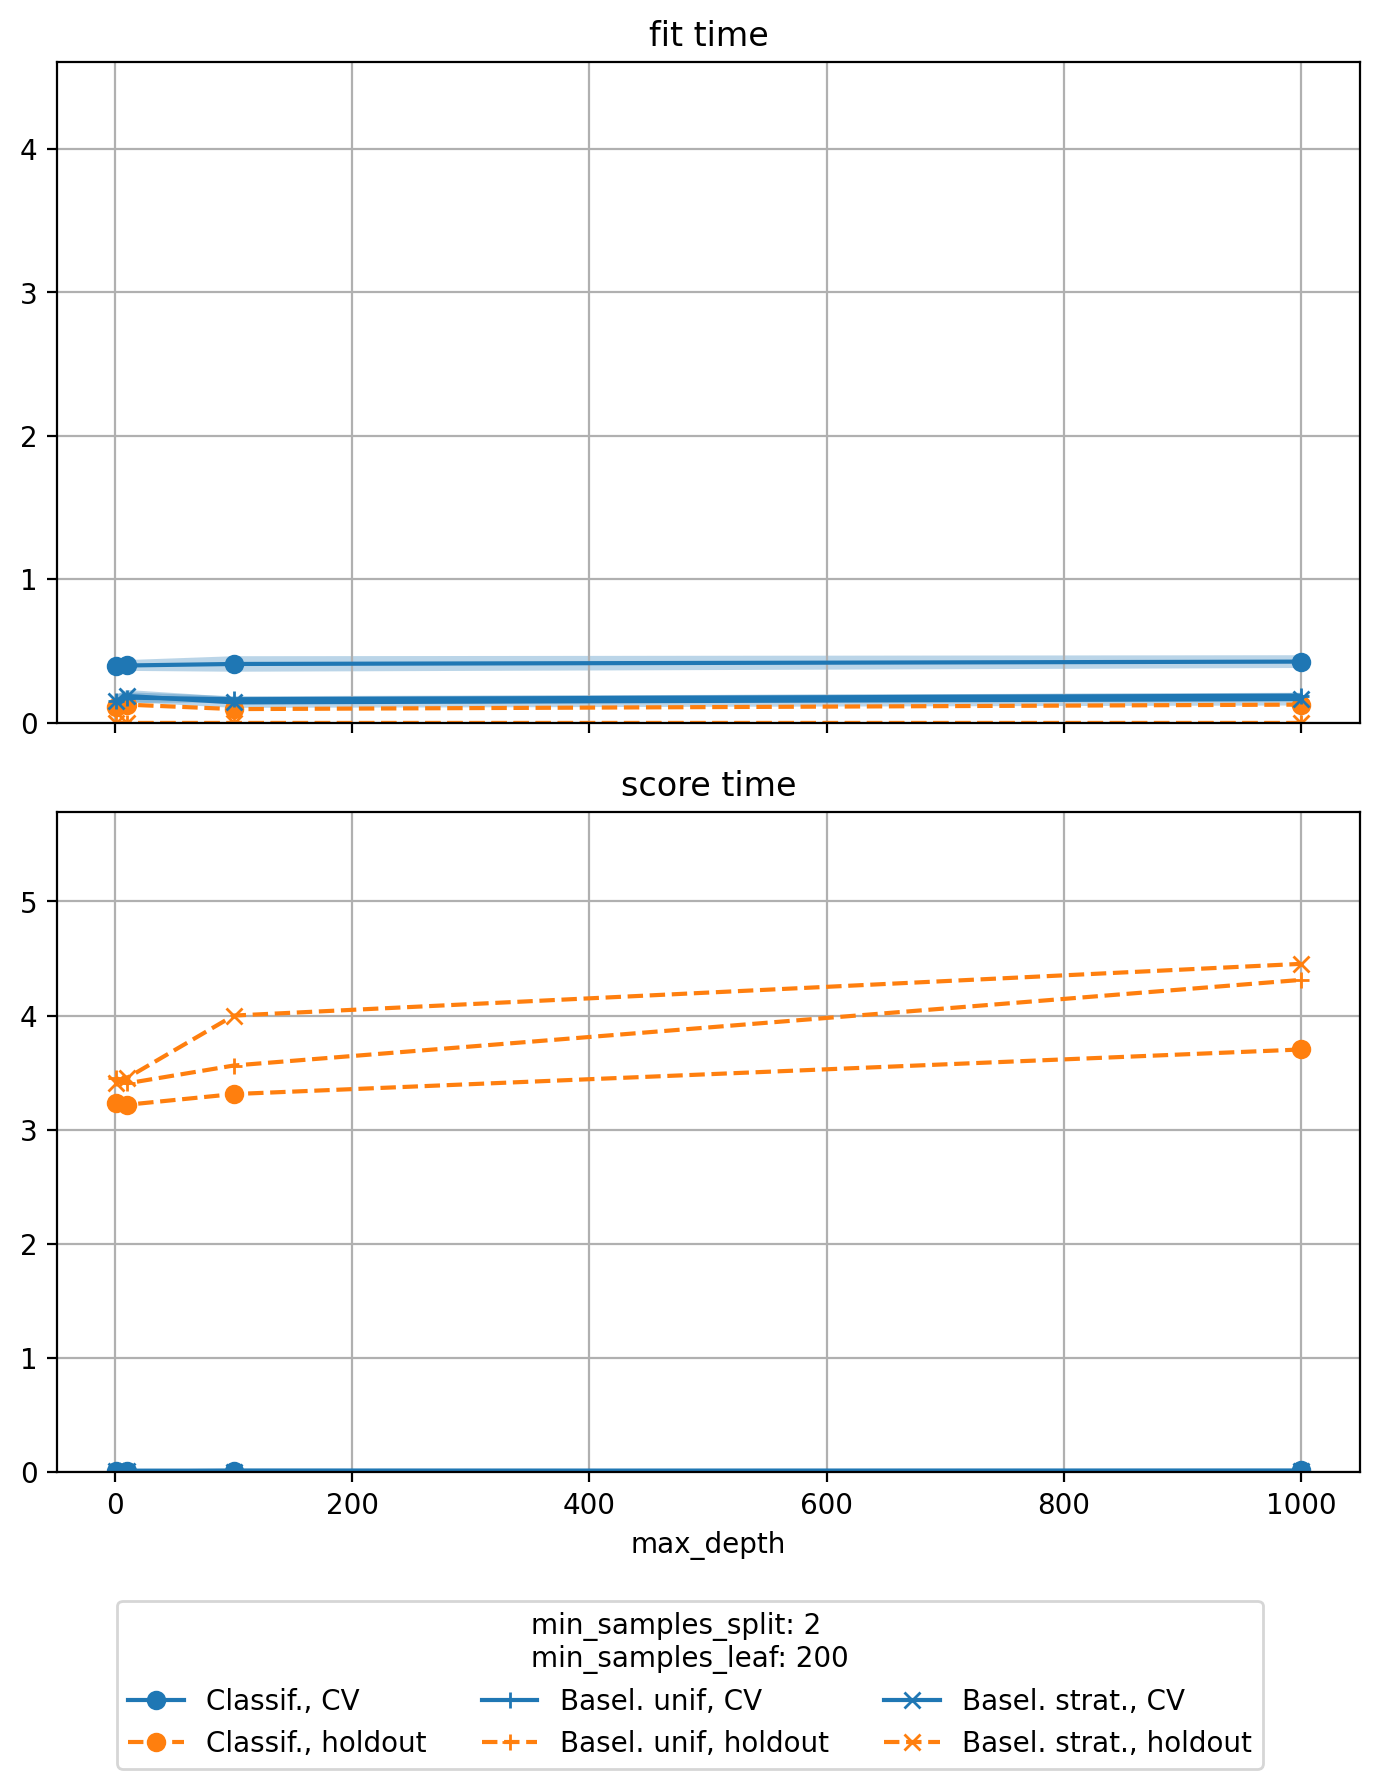 fit time
4
3
2
1
0
score time
5
4
3
2
1
0
0 200 400 600 800 1000
max_depth
min_samples_split: 2
min_samples_leaf: 200
Classif., CV Basel. unif, CV Basel. strat., CV
Classif., holdout Basel. unif, holdout Basel. strat., holdout